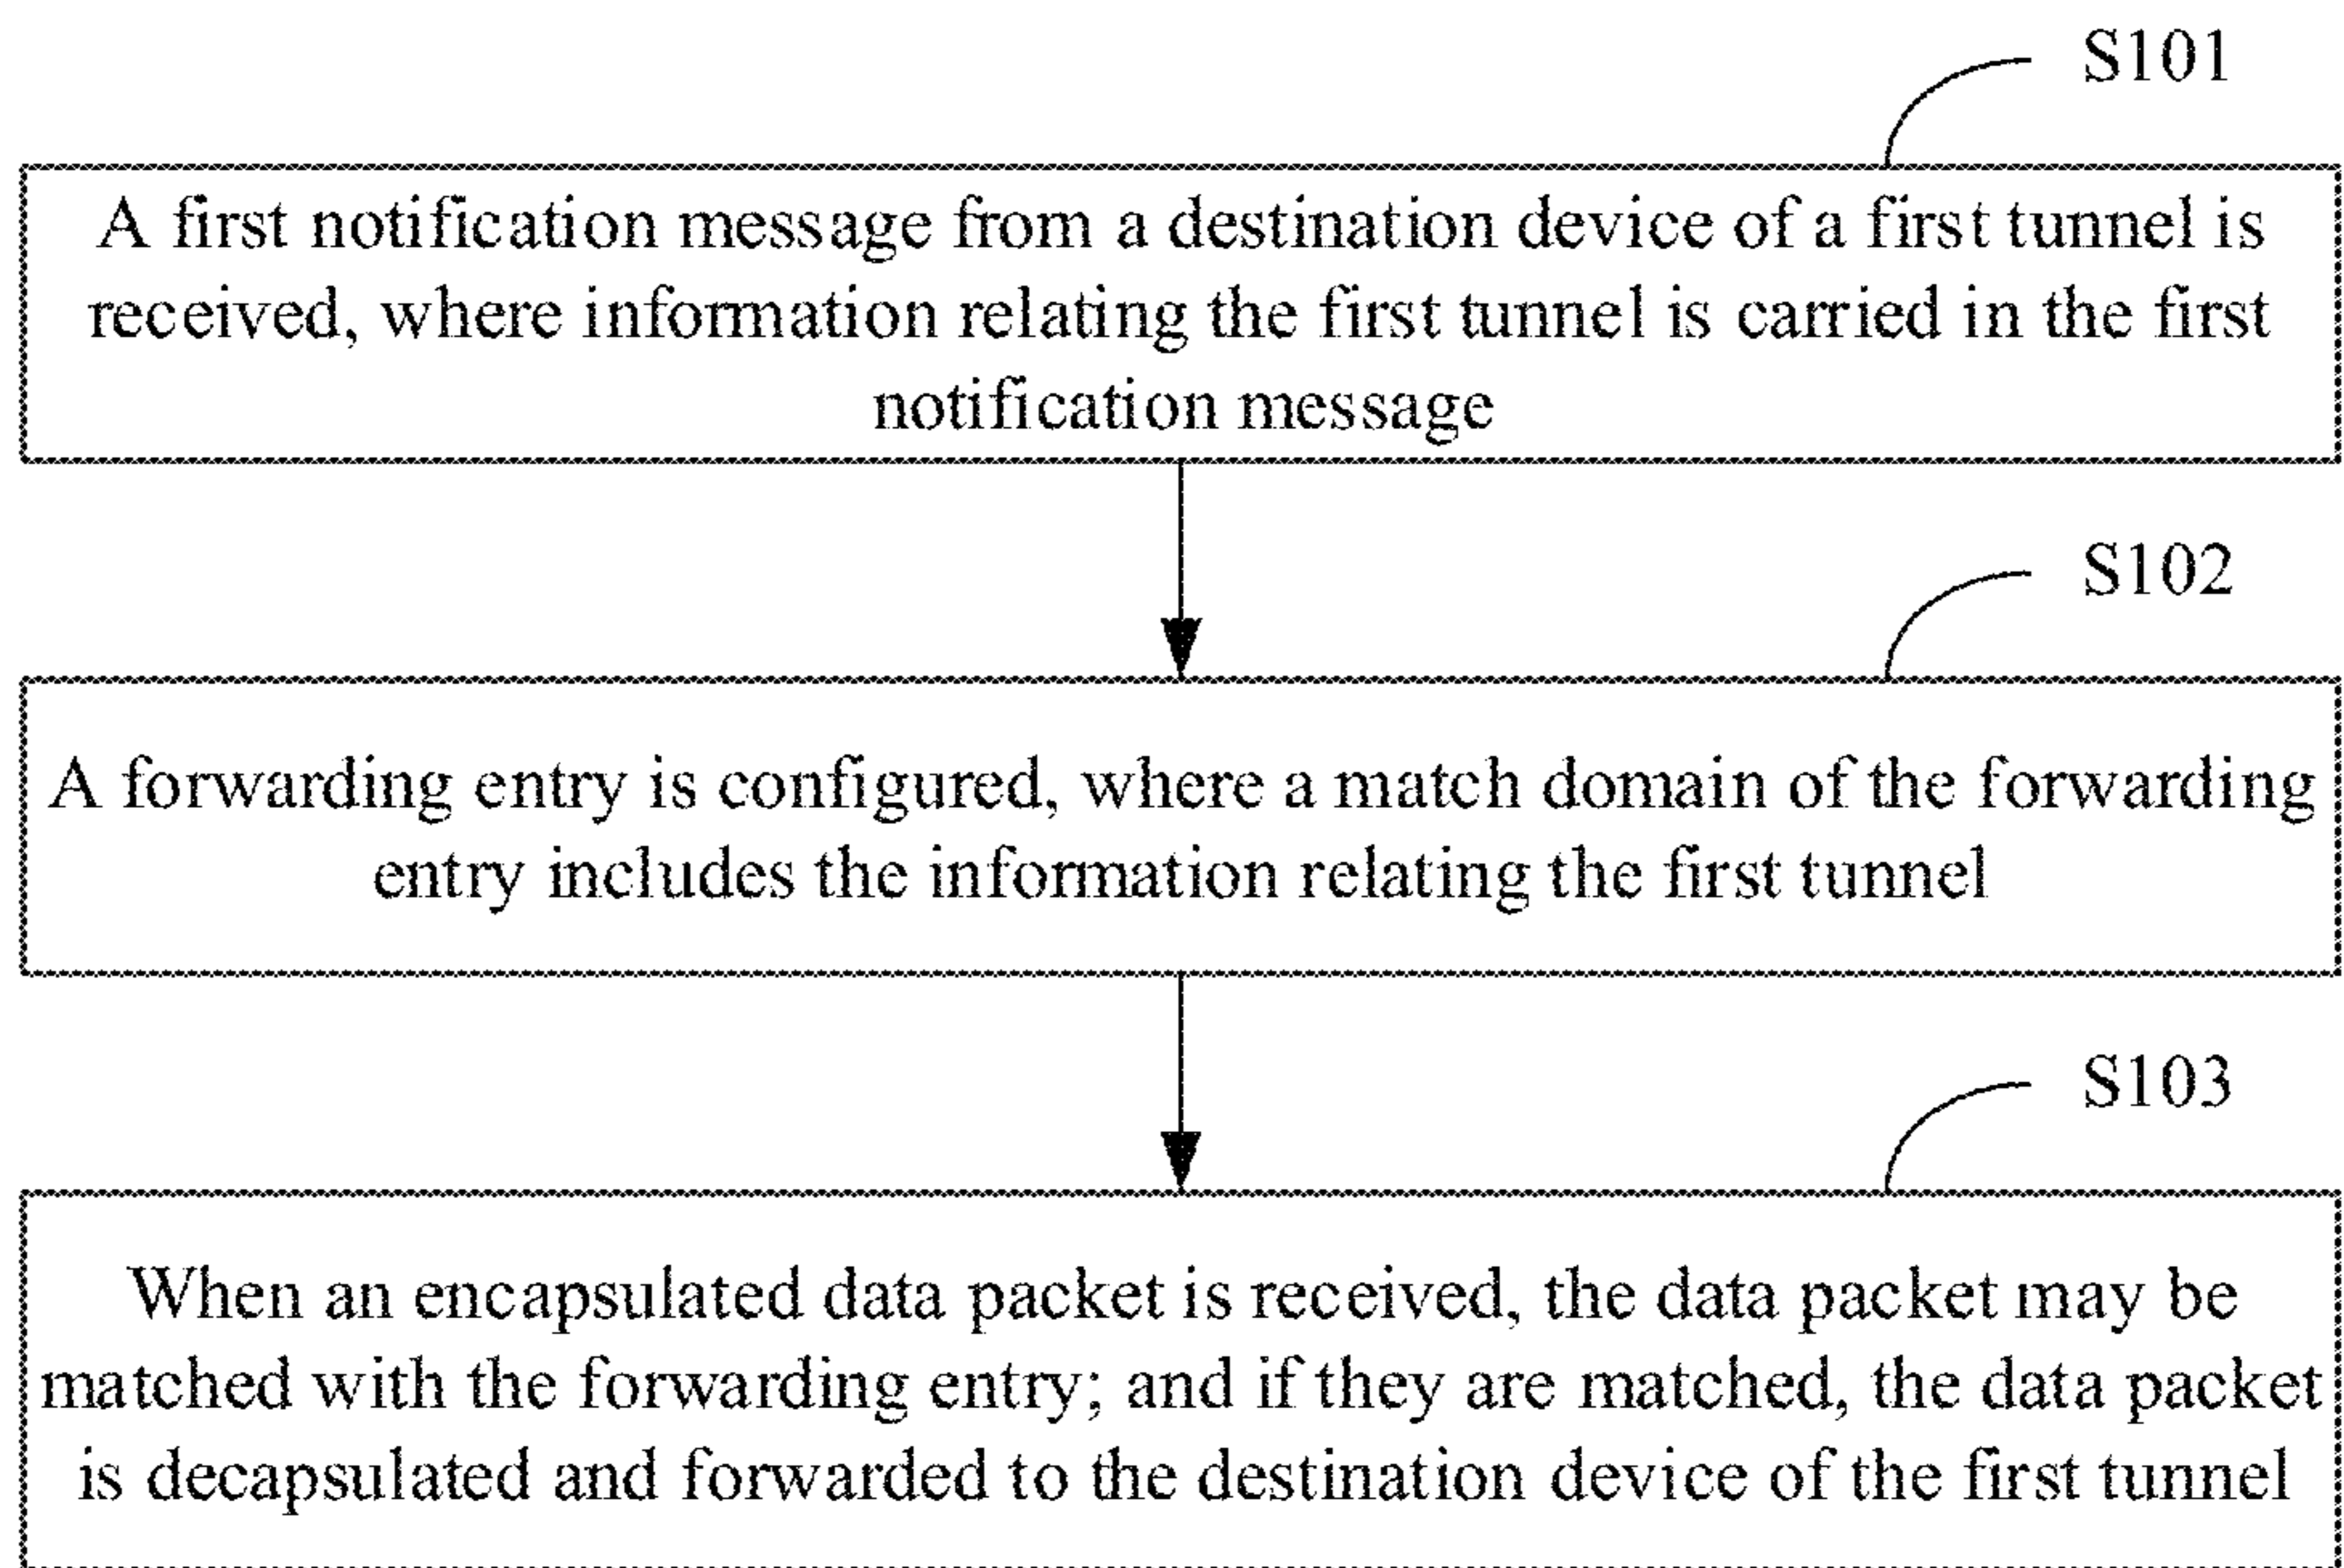 S101
A first notification message from a destination device of a first tunnel is
received, where information relating the first tunnel is carried in the first
notification message
S102
A forwarding entry is configured, where a match domain of the forwarding
entry includes the information relating the first tunnel
S103
When an encapsulated data packet is received, the data packet may be
matched with the forwarding entry; and if they are matched, the data packet
is decapsulated and forwarded to the destination device of the first tunnel